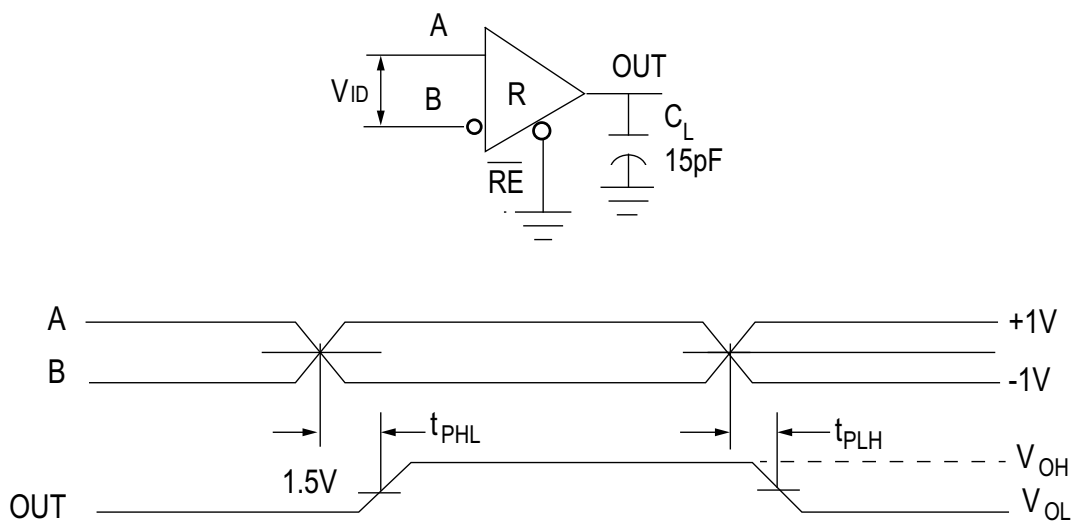 A
OUT
VID
B
R
CL
15pF
RE
A
+1V
B
-1V
tPHL
tPLH
1.5V
VOH
OUT
VOL